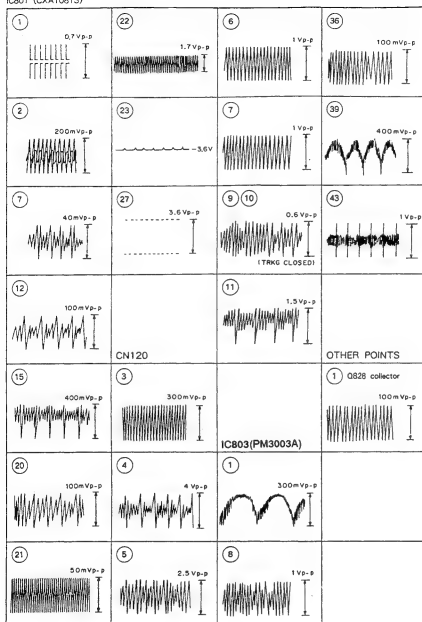 IC801 (CXA1081S)
1
0.7 Vp-p
2
200mVp-p
7
40mVp-p
12
100mVp-p
15
400mVp-p
20
100mVp-p
21
50mVp-p
22
1.7Vp-p
23
-3.6V
27
3.6Vp-p
CN120
3
300mVp-p
4
4Vp-p
5
2.5Vp-p
6
1Vp-p
7
1Vp-p
9 10
0.6Vp-p
(TRKG CLOSED)
11
1.5Vp-p
IC803(PM3003A)
1
300mVp-p
8
1Vp-p
36
100mVp-p
39
400mVp-p
43
1Vp-p
OTHER POINTS
1 Q828 collector
100mVp-p